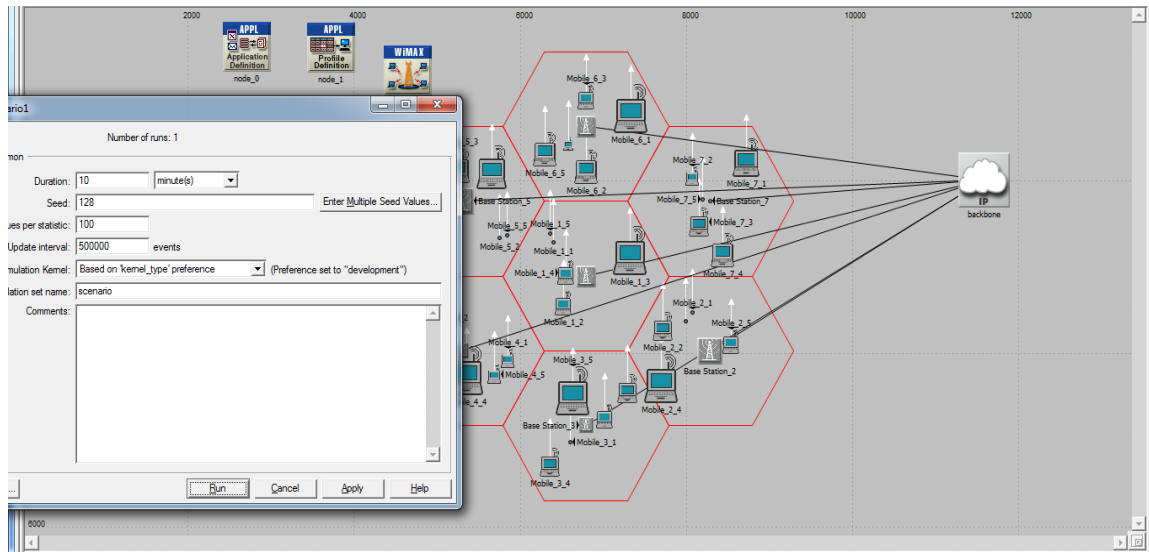 2000
4000
6000
8000
10000
12000
APPL
Application
Definition
node_0
APPL
Profile
Definition
node_1
WiMAX
Mobile_6_3
Mobile_6_1
Mobile_6_5
Mobile_6_2
5_3
Base Station_5
Mobile_5_5
Mobile_5_2
Mobile_1_5
Mobile_1_1
Mobile_1_4
Mobile_1_3
Mobile_1_2
Mobile_7_2
Mobile_7_1
Mobile_7_5
Base Station_7
Mobile_7_3
Mobile_7_4
IP
backbone
Mobile_2_1
Mobile_2_5
Mobile_2_2
Base Station_2
Mobile_2_4
Mobile_4_1
Mobile_4_5
le_4_4
Mobile_3_5
Base Station_3
Mobile_3_1
Mobile_3_4
ario1
Number of runs: 1
mon
Duration: 10 minute(s)
Seed: 128 Enter Multiple Seed Values...
ues per statistic: 100
Update interval: 500000 events
mulation Kernel: Based on 'kernel_type' preference (Preference set to "development")
lation set name: scenario
Comments:
... Run Cancel Apply Help
6000